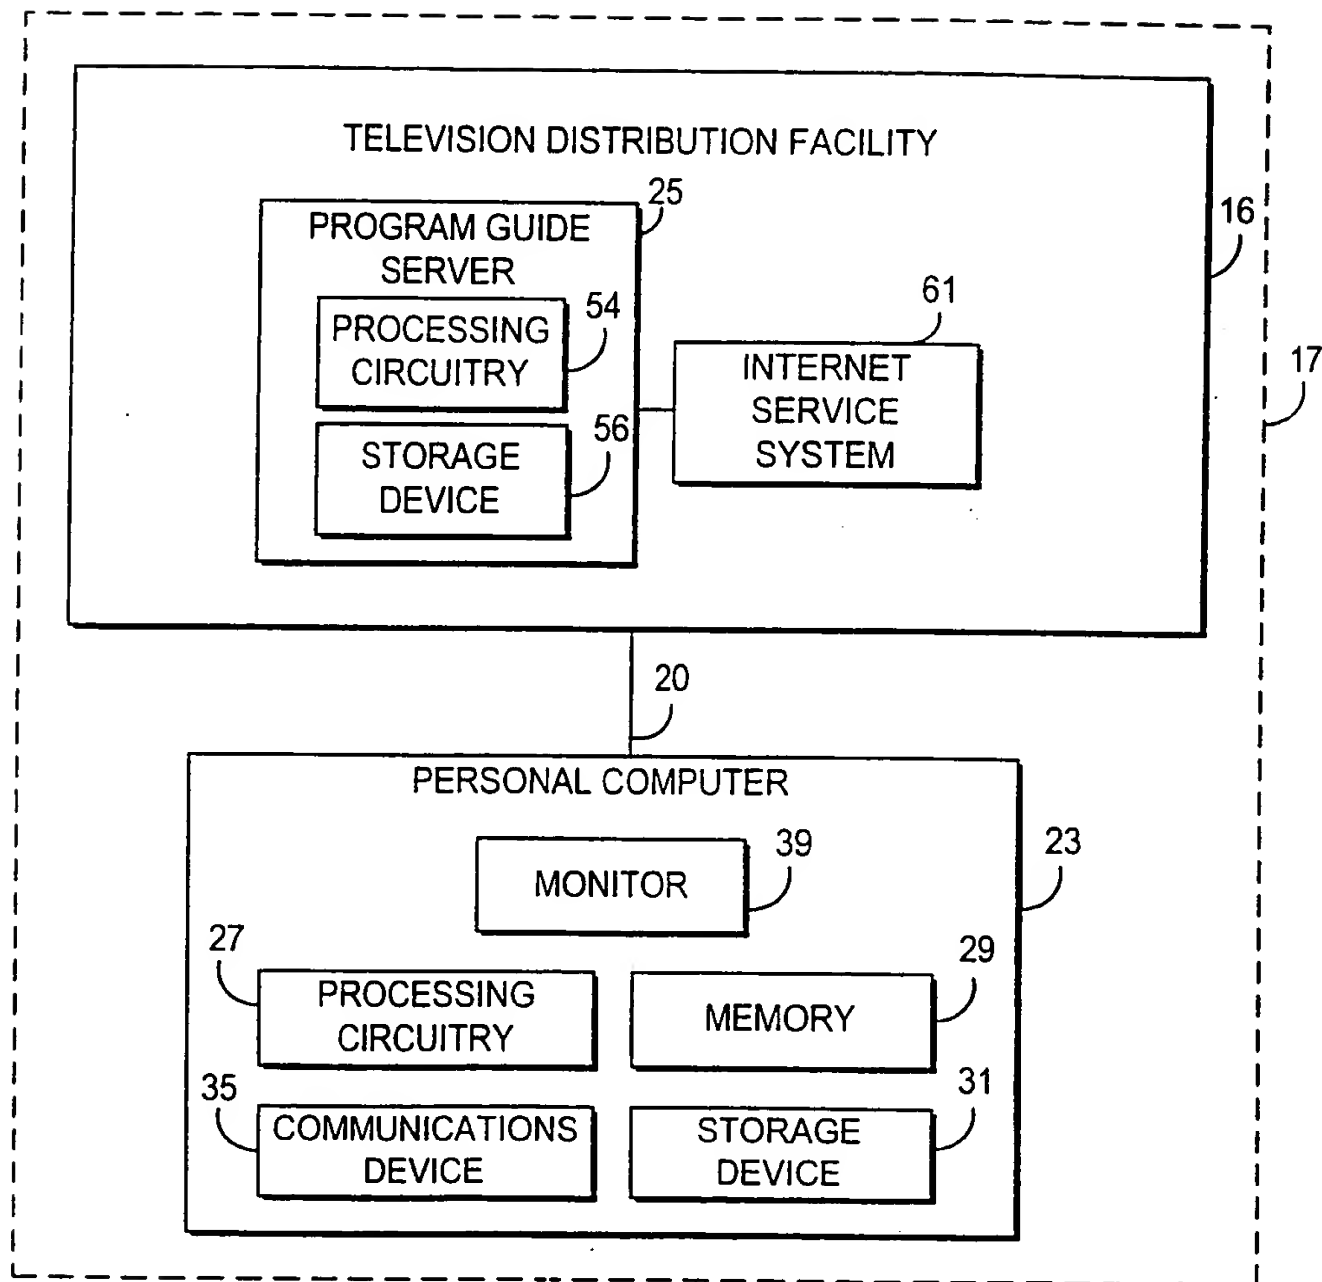 TELEVISION DISTRIBUTION FACILITY
25
PROGRAM GUIDE
SERVER
16
54
PROCESSING
CIRCUITRY
61
INTERNET
SERVICE
SYSTEM
17
56
STORAGE
DEVICE
20
PERSONAL COMPUTER
39
MONITOR
23
27
PROCESSING
CIRCUITRY
29
MEMORY
35
COMMUNICATIONS
DEVICE
31
STORAGE
DEVICE